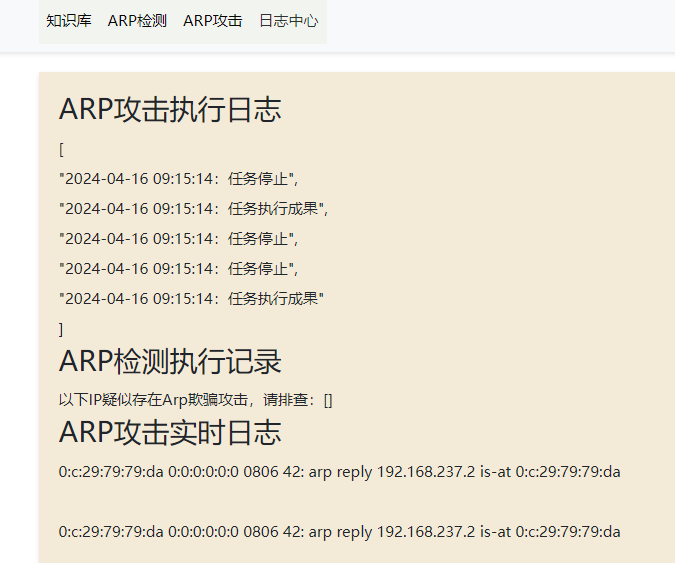 知识库 ARP检测 ARP攻击 日志中心
ARP攻击执行日志
[
"2024-04-16 09:15:14：任务停止",
"2024-04-16 09:15:14：任务执行成果",
"2024-04-16 09:15:14：任务停止",
"2024-04-16 09:15:14：任务停止",
"2024-04-16 09:15:14：任务执行成果"
]
ARP检测执行记录
以下IP疑似存在Arp欺骗攻击，请排查：[]
ARP攻击实时日志
0:c:29:79:79:da 0:0:0:0:0:0 0806 42: arp reply 192.168.237.2 is-at 0:c:29:79:79:da
0:c:29:79:79:da 0:0:0:0:0:0 0806 42: arp reply 192.168.237.2 is-at 0:c:29:79:79:da